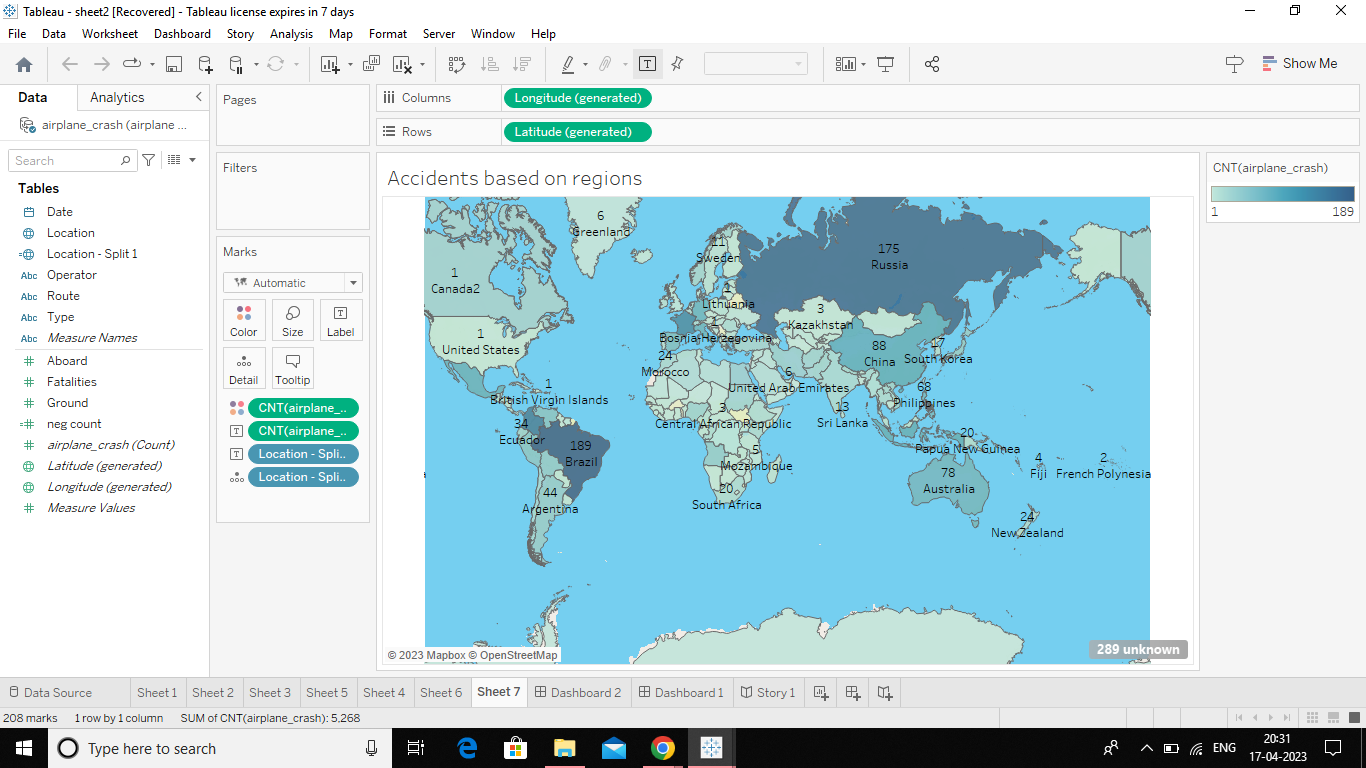 Tableau - sheet2 [Recovered] - Tableau license expires in 7 days
File Data Worksheet Dashboard Story Analysis Map Format Server Window Help
Show Me
Data Analytics
airplane_crash (airplane ...
Search
Tables
Date
Location
Location - Split 1
Abc Operator
Abc Route
Abc Type
Abc Measure Names
Aboard
Fatalities
Ground
neg count
airplane_crash (Count)
Latitude (generated)
Longitude (generated)
Measure Values
Pages
Filters
Marks
Automatic
Color Size Label
Detail Tooltip
CNT(airplane_..
CNT(airplane_..
Location - Spli..
Location - Spli..
Columns Longitude (generated)
Rows Latitude (generated)
Accidents based on regions
6
Greenland
11
Sweden
175
Russia
1
Canada2
1
Lithuania
3
Kazakhstan
1
United States
Bosnia-Herzegovina
88
China
17
South Korea
24
Morocco
6
United Arab Emirates
1
British Virgin Islands
68
Philippines
3
Central African Republic
13
Sri Lanka
34
Ecuador
189
Brazil
20
Papua New Guinea
5
Mozambique
4
Fiji
2
French Polynesia
78
Australia
44
Argentina
20
South Africa
24
New Zealand
© 2023 Mapbox © OpenStreetMap
289 unknown
CNT(airplane_crash)
1 189
Data Source Sheet 1 Sheet 2 Sheet 3 Sheet 5 Sheet 4 Sheet 6 Sheet 7 Dashboard 2 Dashboard 1 Story 1
208 marks 1 row by 1 column SUM of CNT(airplane_crash): 5,268
Type here to search
ENG
20:31
17-04-2023